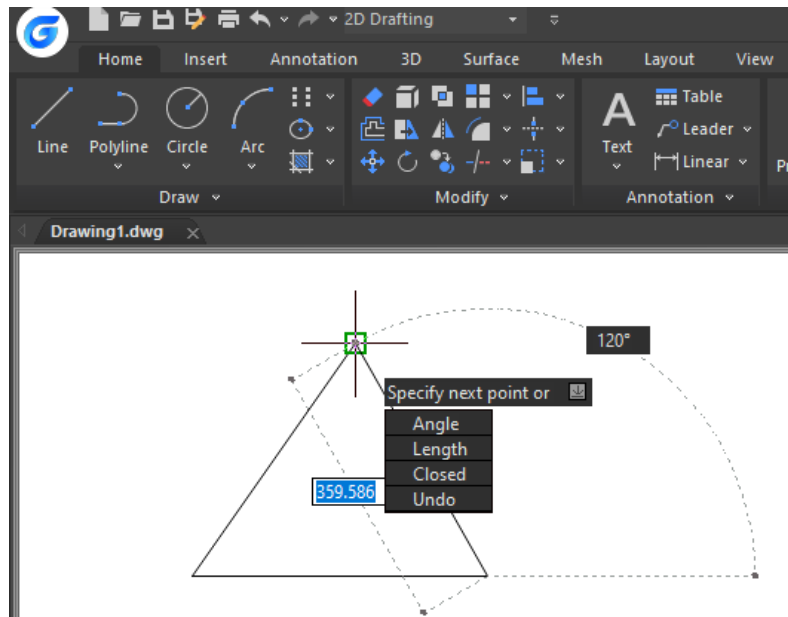 2D Drafting
Home Insert Annotation 3D Surface Mesh Layout View
Line Polyline Circle Arc
Table
Leader
Linear
Text
Draw Modify Annotation
Drawing1.dwg
120°
Specify next point or
Angle
Length
Closed
Undo
359.586